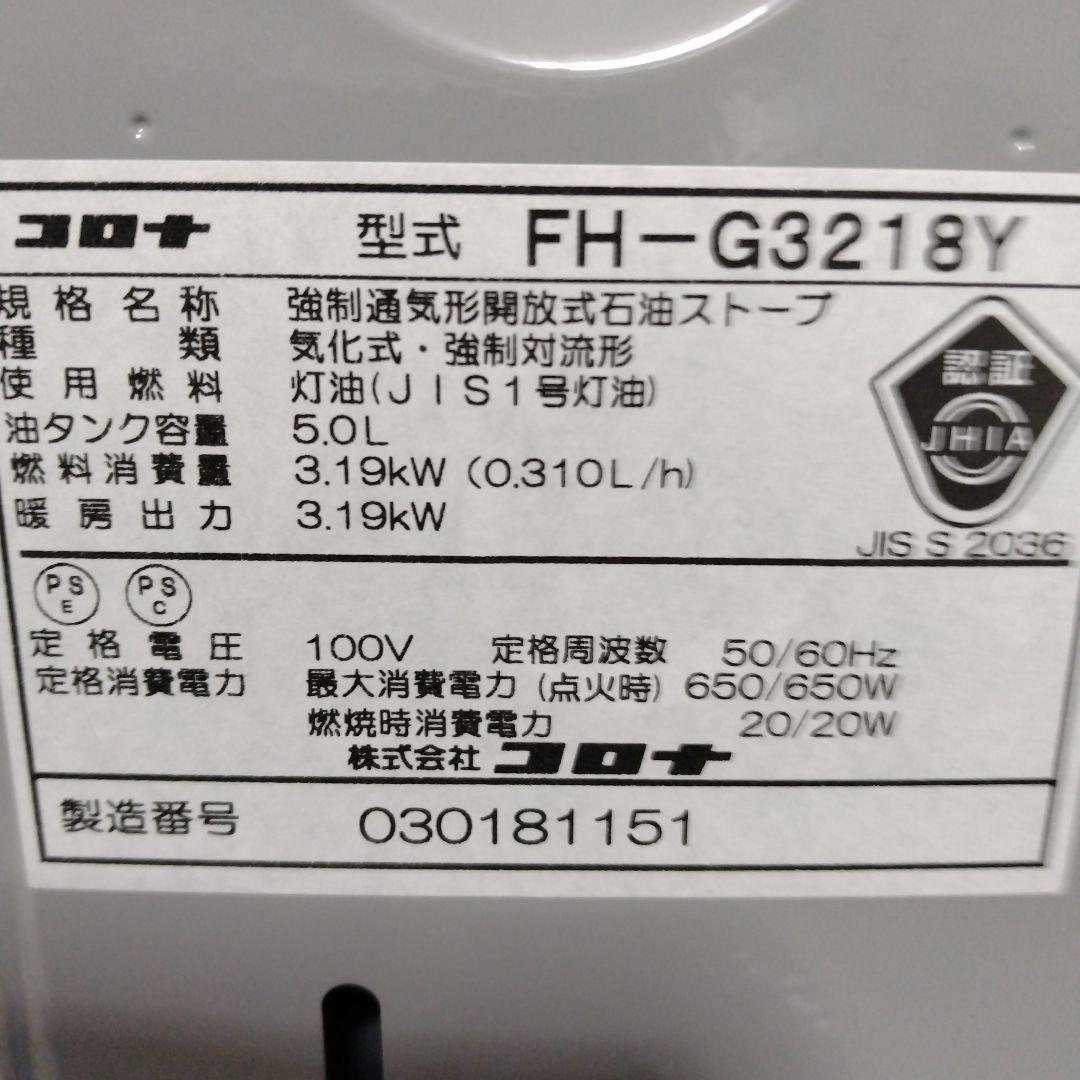 コロナ 型式 FH-G3218Y
規格名称 強制通気形開放式石油ストーブ
種類 気化式・強制対流形
使用燃料 灯油(JIS1号灯油)
油タンク容量 5.0L
燃料消費量 3.19kW (0.310L/h)
暖房出力 3.19kW
認証
JHIA
JIS S 2036
PS E PS C
定格電圧 100V 定格周波数 50/60Hz
定格消費電力 最大消費電力(点火時) 650/650W
燃焼時消費電力 20/20W
株式会社 コロナ
製造番号 030181151